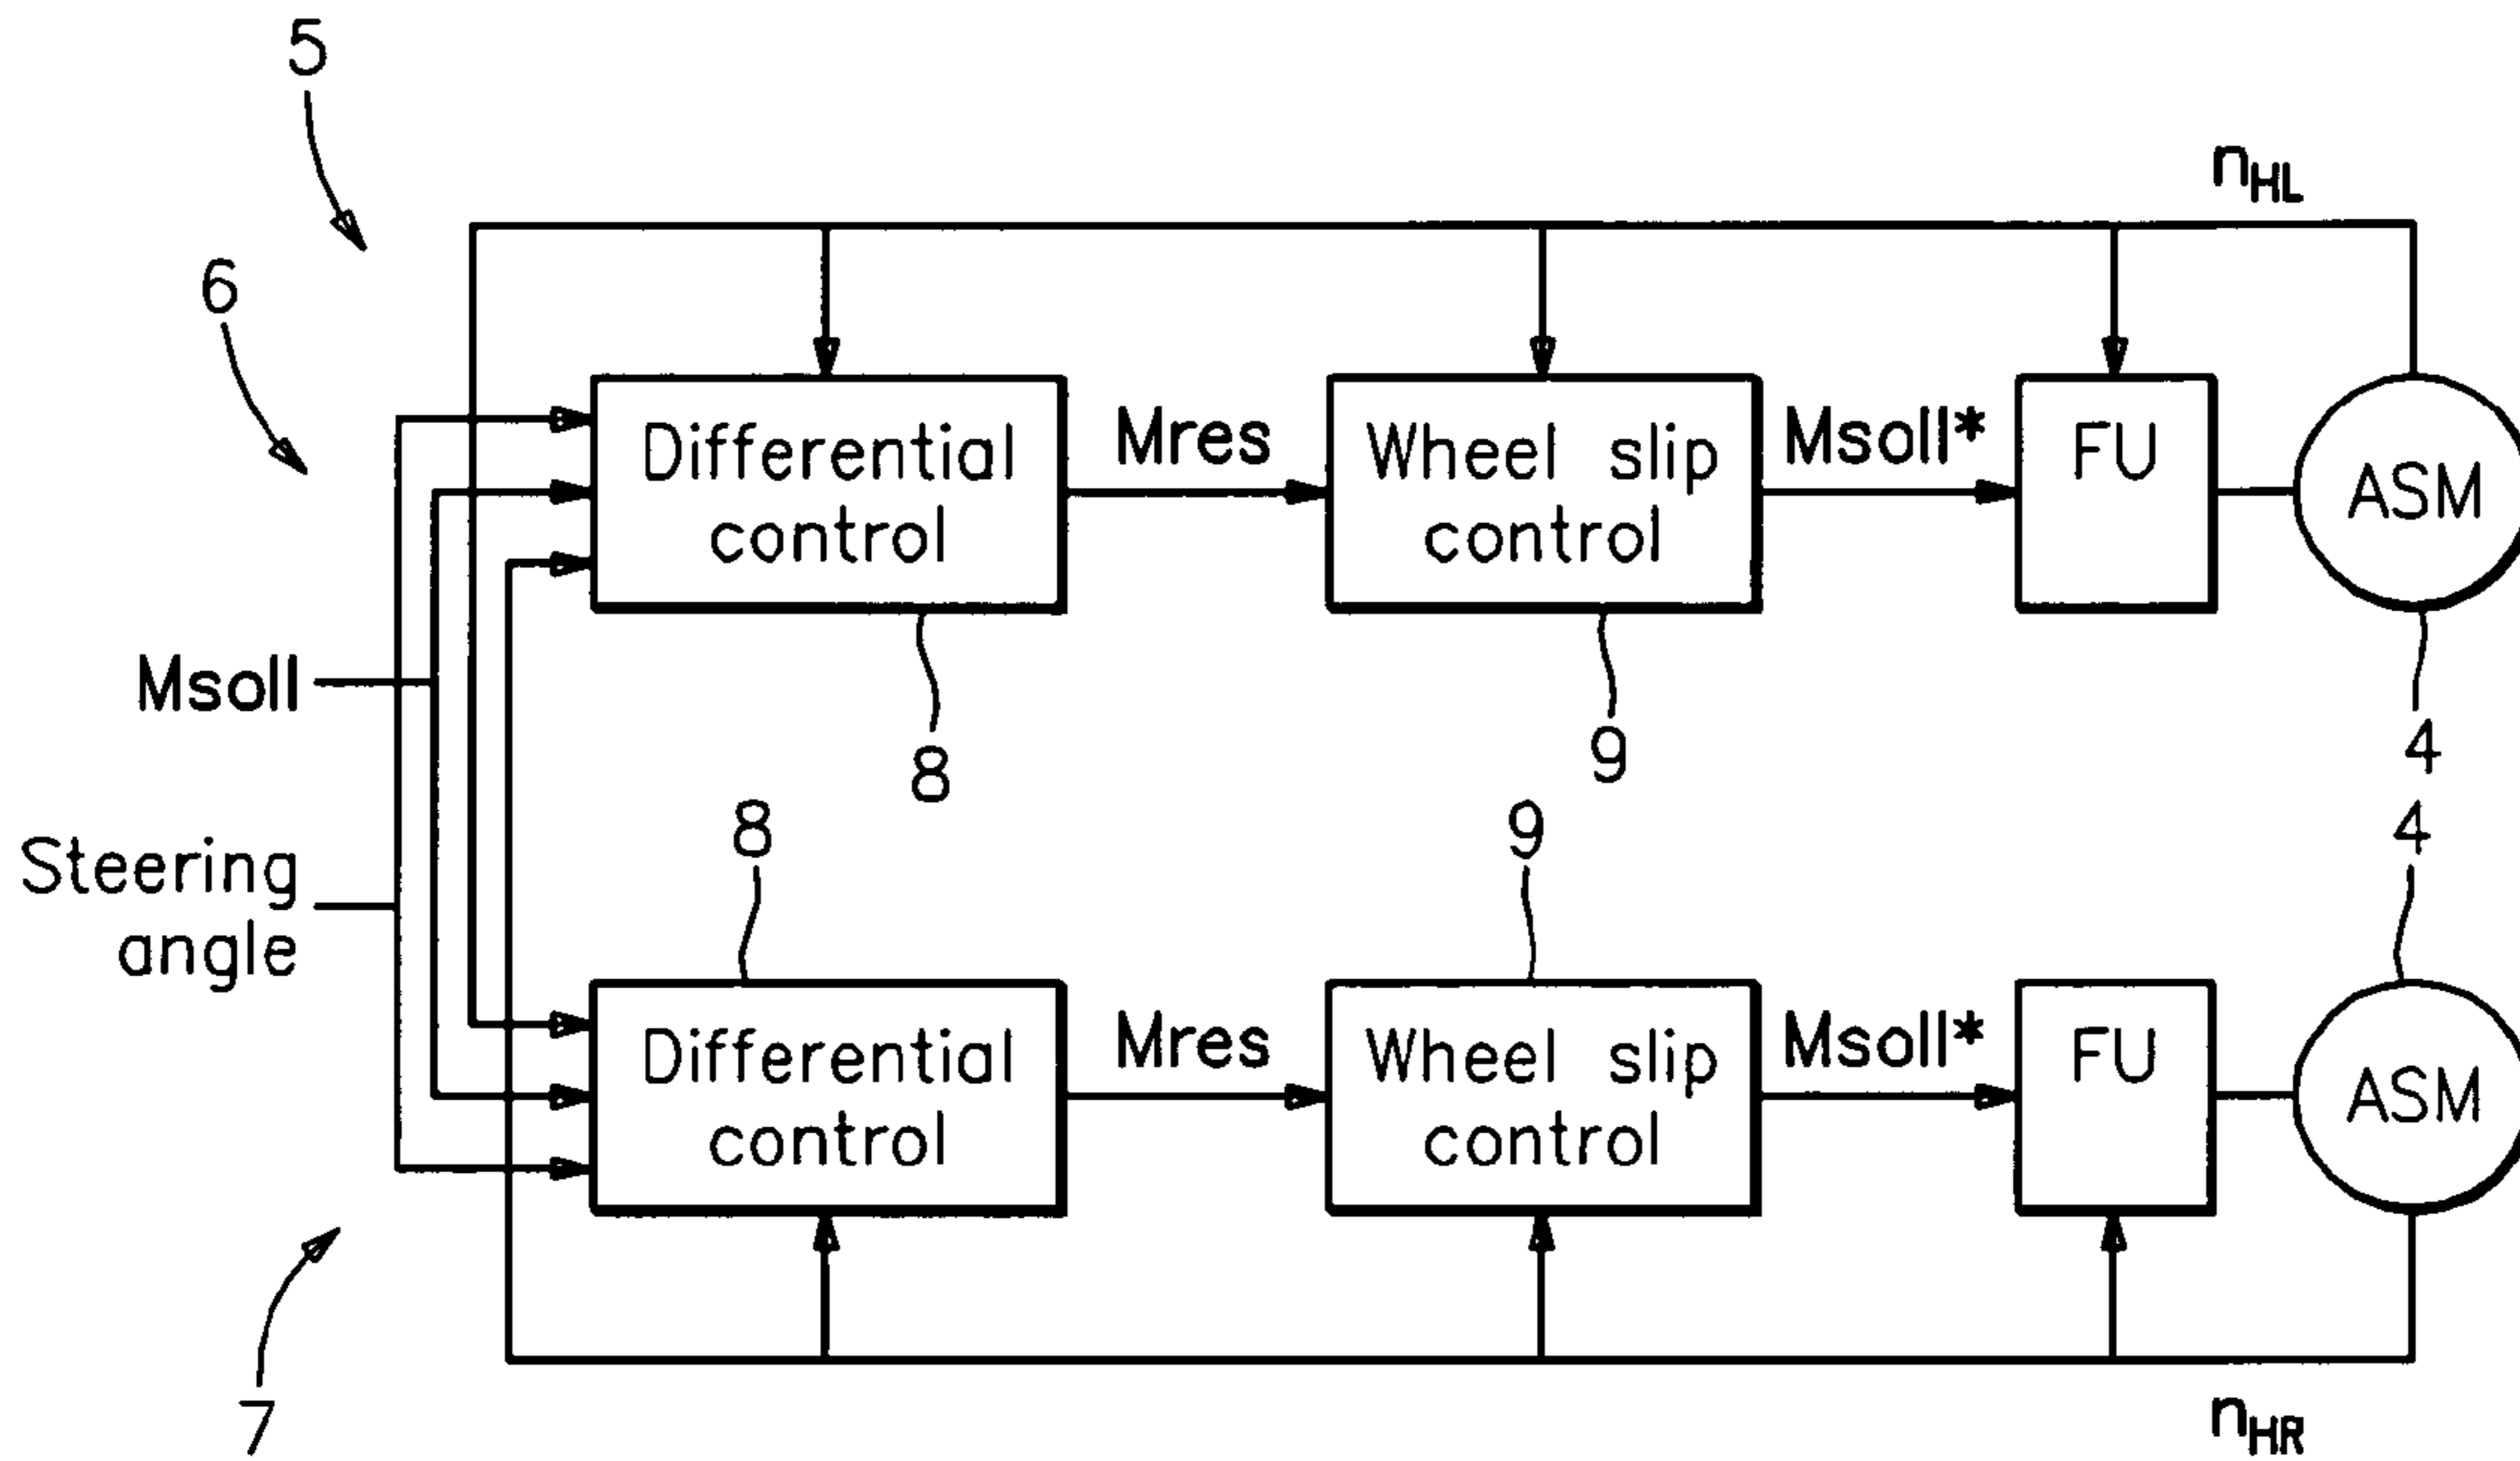 5
n_HL
6
Differential
control
Mres
Wheel slip
control
Msoll*
FU
ASM
Msoll
8
9
4
Steering
angle
8
9
4
Differential
control
Mres
Wheel slip
control
Msoll*
FU
ASM
7
n_HR